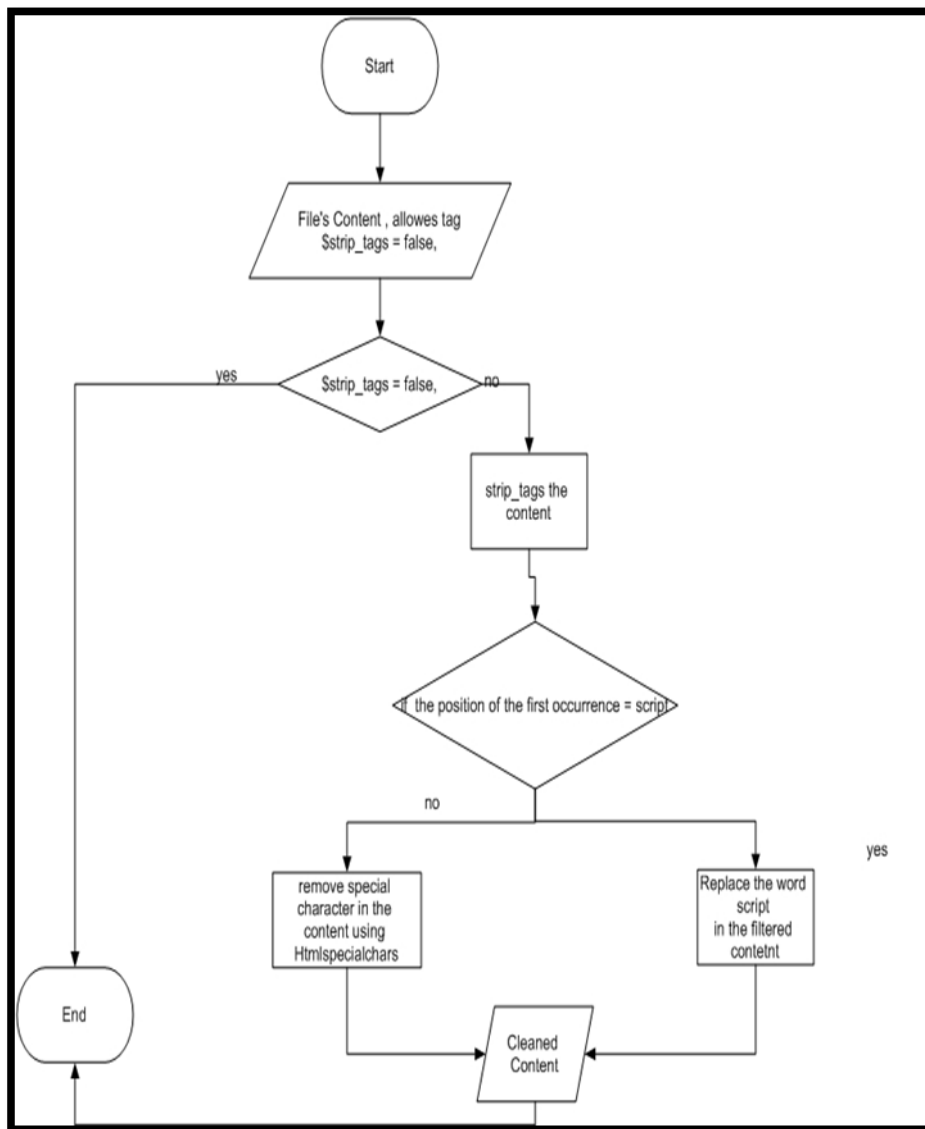 Start
File's Content , allowes tag
$strip_tags = false,
yes
$strip_tags = false,
no
strip_tags the
content
if the position of the first occurrence = script
no
yes
remove special
character in the
content using
Htmlspecialchars
Replace the word
script
in the filtered
contetnt
End
Cleaned
Content